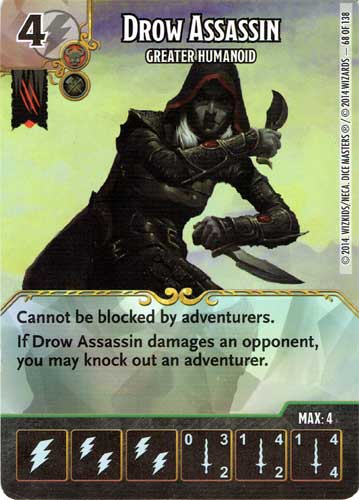 4
DROW ASSASSIN
GREATER HUMANOID
© 2014 WIZKIDS/NECA. DICE MASTERS ® / © 2014 WIZARDS — 68 OF 138
Cannot be blocked by adventurers.
If Drow Assassin damages an opponent,
you may knock out an adventurer.
MAX: 4
0 3 2
1 4 2
1 4 4